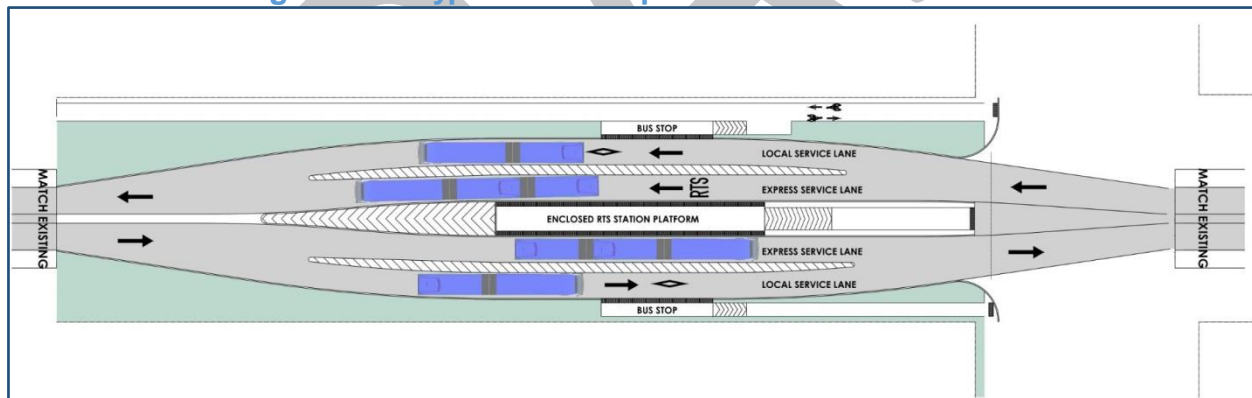 BUS STOP
LOCAL SERVICE LANE
RTS
EXPRESS SERVICE LANE
MATCH EXISTING
ENCLOSED RTS STATION PLATFORM
MATCH EXISTING
EXPRESS SERVICE LANE
LOCAL SERVICE LANE
BUS STOP